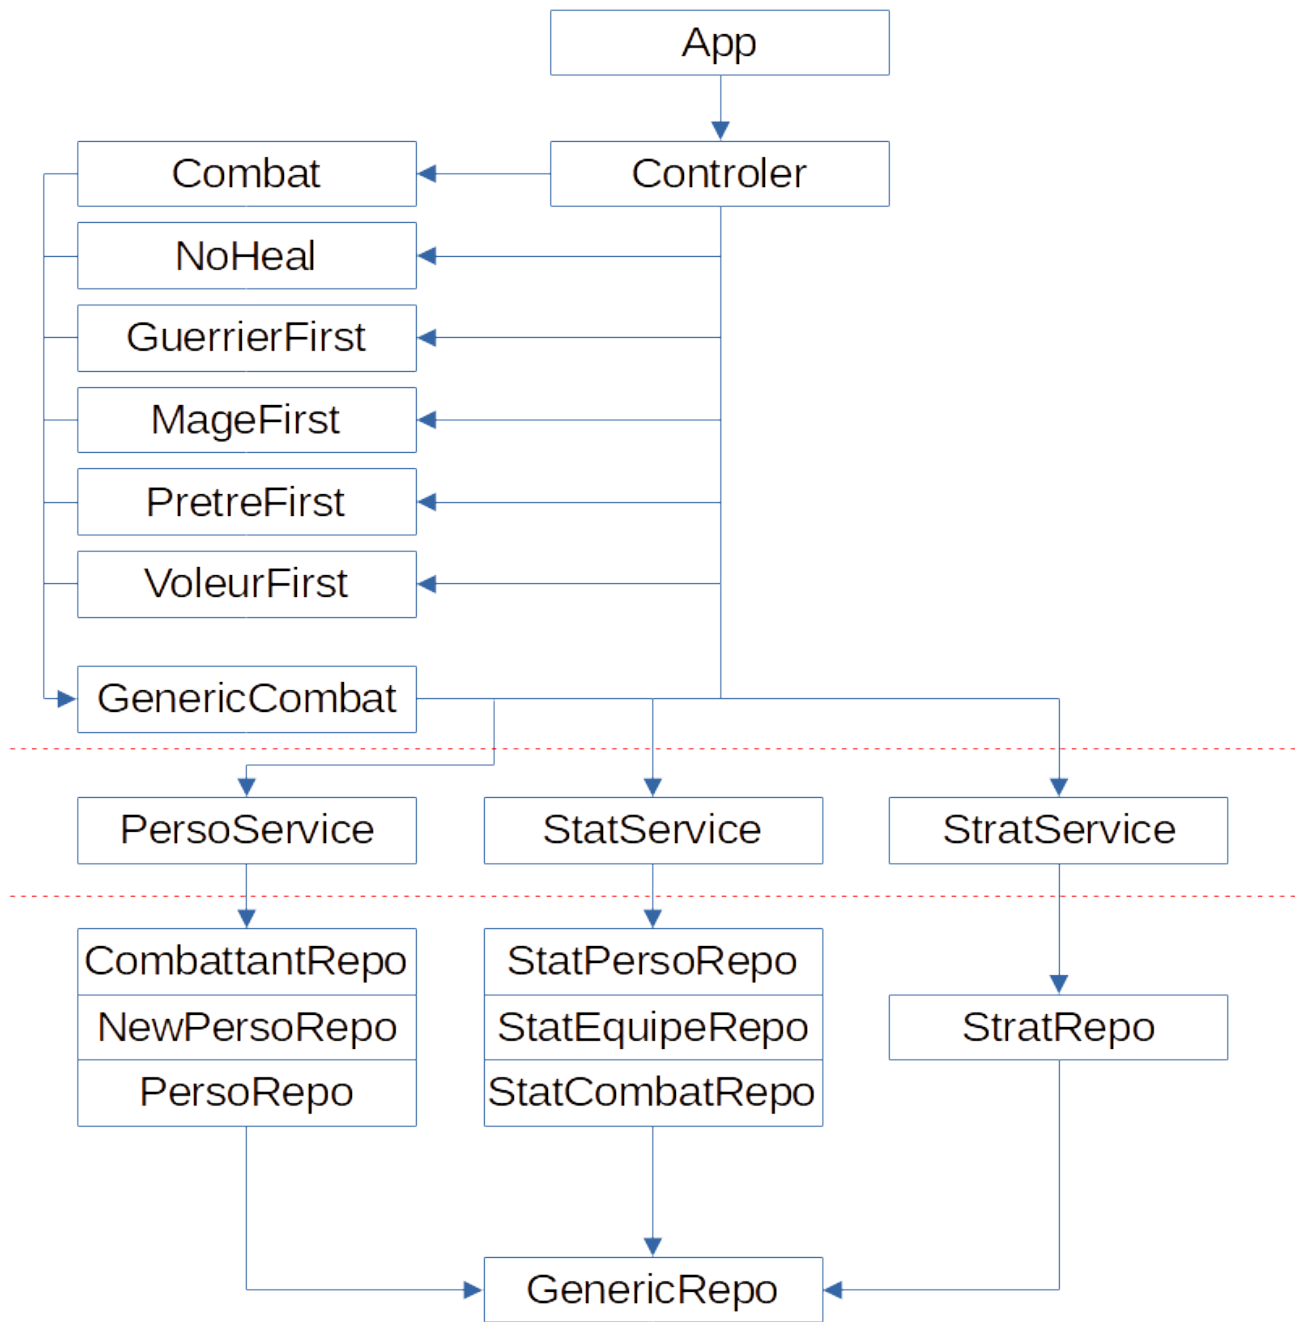 App
Combat
Controler
NoHeal
GuerrierFirst
MageFirst
PretreFirst
VoleurFirst
GenericCombat
PersoService
StatService
StratService
CombattantRepo
StatPersoRepo
NewPersoRepo
StatEquipeRepo
StratRepo
PersoRepo
StatCombatRepo
GenericRepo